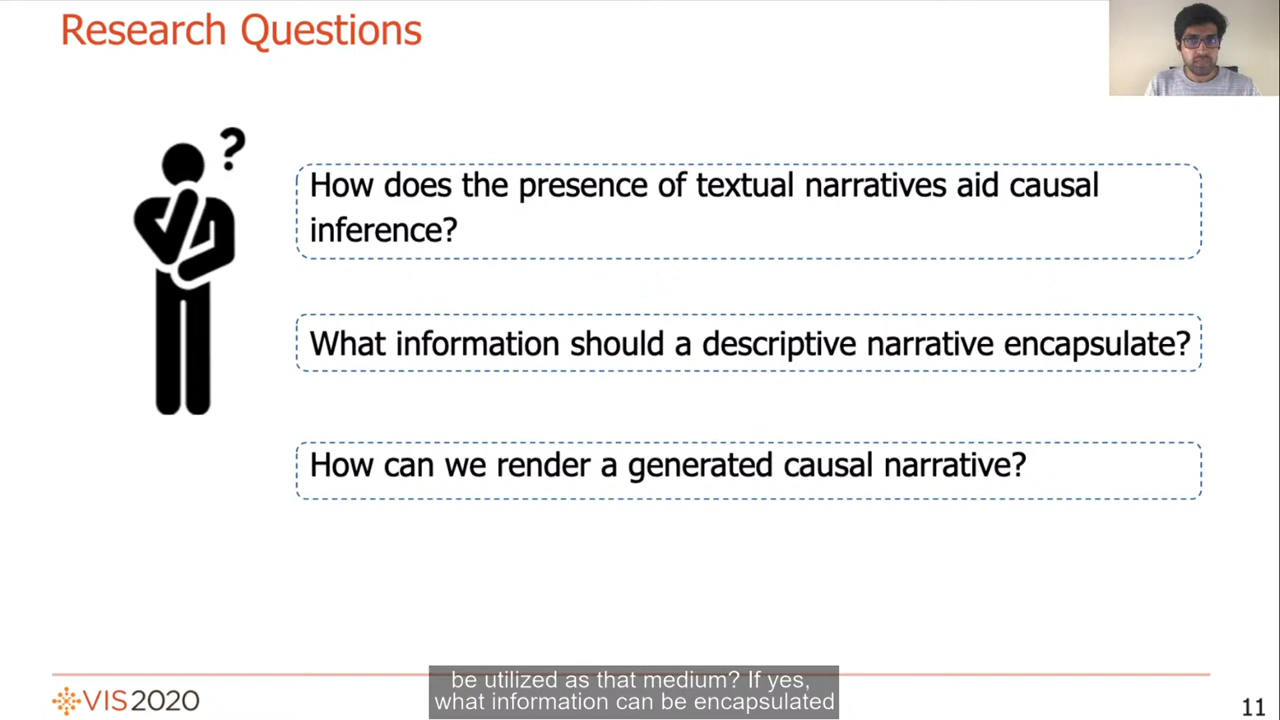 Research Questions
?
How does the presence of textual narratives aid causal
inference?
What information should a descriptive narrative encapsulate?
How can we render a generated causal narrative?
be utilized as that medium? If yes,
what information can be encapsulated
VIS2020
11